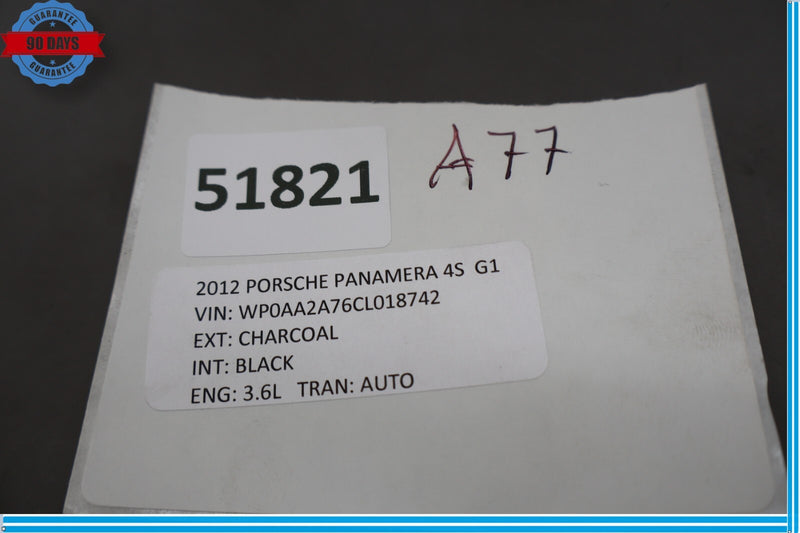 GUARANTEE
90 DAYS
GUARANTEE
51821
A77
2012 PORSCHE PANAMERA 4S G1
VIN: WP0AA2A76CL018742
EXT: CHARCOAL
INT: BLACK
ENG: 3.6L TRAN: AUTO